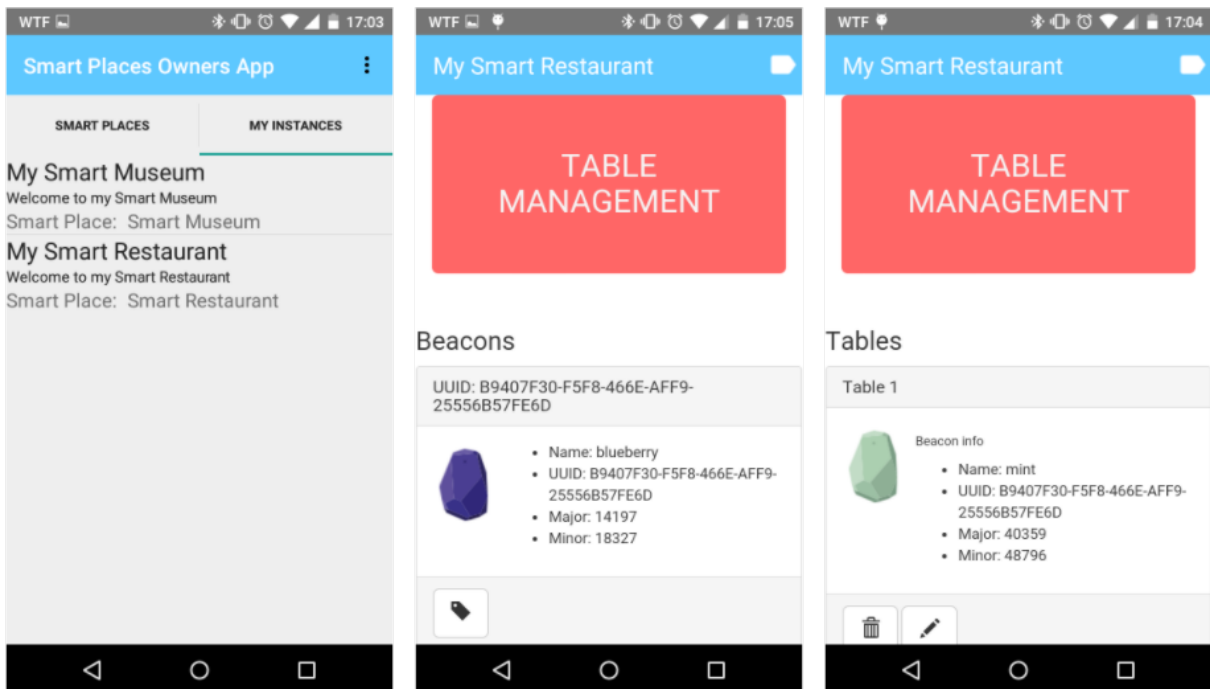 WTF 17:03
Smart Places Owners App
SMART PLACES MY INSTANCES
My Smart Museum
Welcome to my Smart Museum
Smart Place: Smart Museum
My Smart Restaurant
Welcome to my Smart Restaurant
Smart Place: Smart Restaurant
WTF 17:05
My Smart Restaurant
TABLE
MANAGEMENT
Beacons
UUID: B9407F30-F5F8-466E-AFF9-
25556B57FE6D
• Name: blueberry
• UUID: B9407F30-F5F8-466E-AFF9-
25556B57FE6D
• Major: 14197
• Minor: 18327
WTF 17:04
My Smart Restaurant
TABLE
MANAGEMENT
Tables
Table 1
Beacon info
• Name: mint
• UUID: B9407F30-F5F8-466E-AFF9-
25556B57FE6D
• Major: 40359
• Minor: 48796